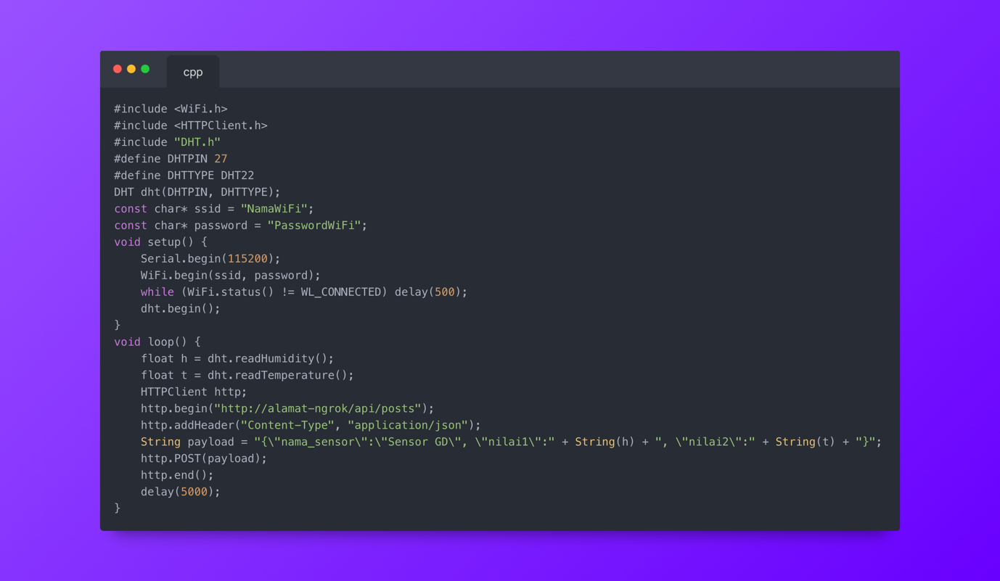 cpp
#include <WiFi.h>
#include <HTTPClient.h>
#include "DHT.h"
#define DHTPIN 27
#define DHTTYPE DHT22
DHT dht(DHTPIN, DHTTYPE);
const char* ssid = "NamaWiFi";
const char* password = "PasswordWiFi";
void setup() {
    Serial.begin(115200);
    WiFi.begin(ssid, password);
    while (WiFi.status() != WL_CONNECTED) delay(500);
    dht.begin();
}
void loop() {
    float h = dht.readHumidity();
    float t = dht.readTemperature();
    HTTPClient http;
    http.begin("http://alamat-ngrok/api/posts");
    http.addHeader("Content-Type", "application/json");
    String payload = "{\"nama_sensor\":\"Sensor GD\", \"nilai1\":" + String(h) + ", \"nilai2\":" + String(t) + "}";
    http.POST(payload);
    http.end();
    delay(5000);
}